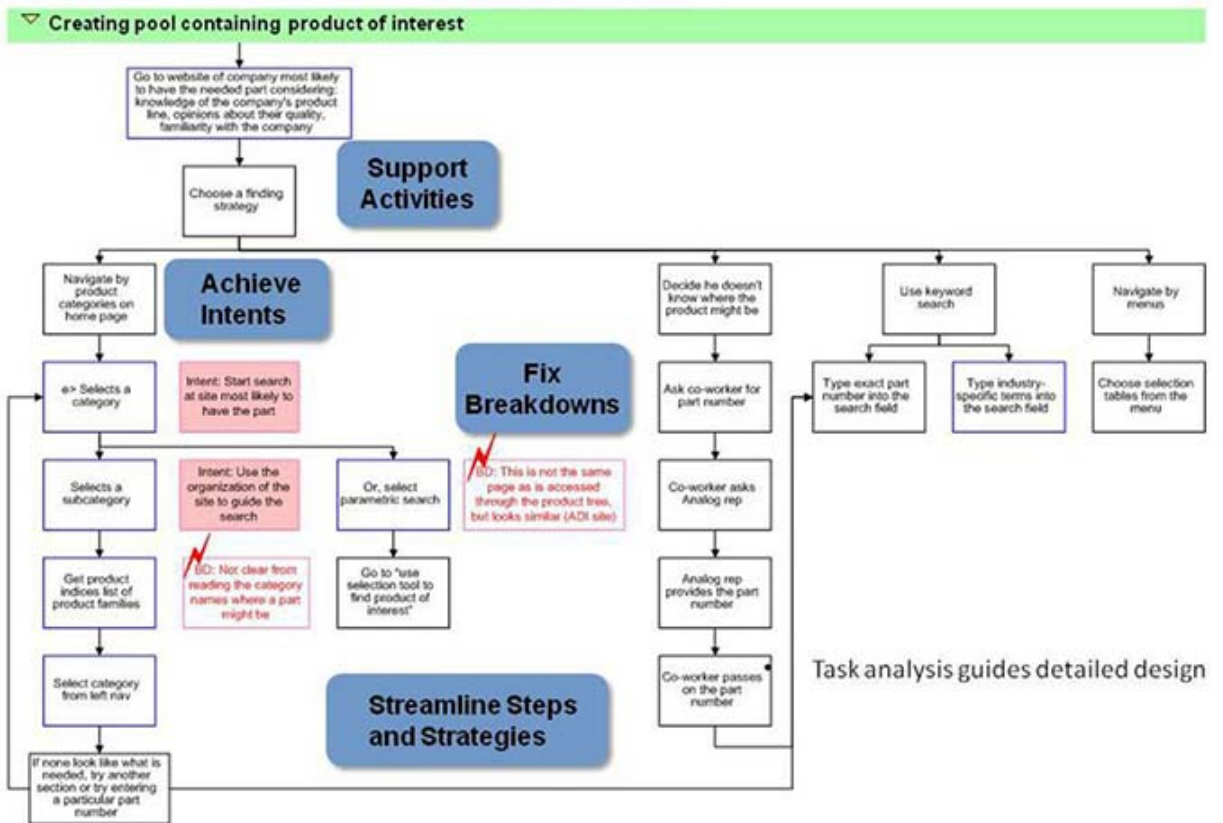 Creating pool containing product of interest
Go to website of company most likely
to have the needed part considering:
knowledge of the company's product
line, opinions about their quality,
familiarity with the company
Support
Activities
Choose a finding
strategy
Navigate by
product
categories on
home page
Achieve
Intents
Decide he doesn't
know where the
product might be
Use keyword
search
Navigate by
menus
e> Selects a
category
Intent: Start search
at site most likely to
have the part
Fix
Breakdowns
Ask co-worker for
part number
Type exact part
number into the
search field
Type industry-
specific terms into
the search field
Choose selection
tables from the
menu
Selects a
subcategory
Intent: Use the
organization of the
site to guide the
search
Or, select
parametric search
BD: This is not the same
page as is accessed
through the product tree,
but looks similar (ADI site)
Co-worker asks
Analog rep
Get product
indices list of
product families
BD: Not clear from
reading the category
names where a part
might be
Go to "use
selection tool to
find product of
interest"
Analog rep
provides the part
number
Select category
from left nav
Streamline Steps
and Strategies
Co-worker passes
on the part
number
Task analysis guides detailed design
If none look like what is
needed, try another
section or try entering
a particular part
number